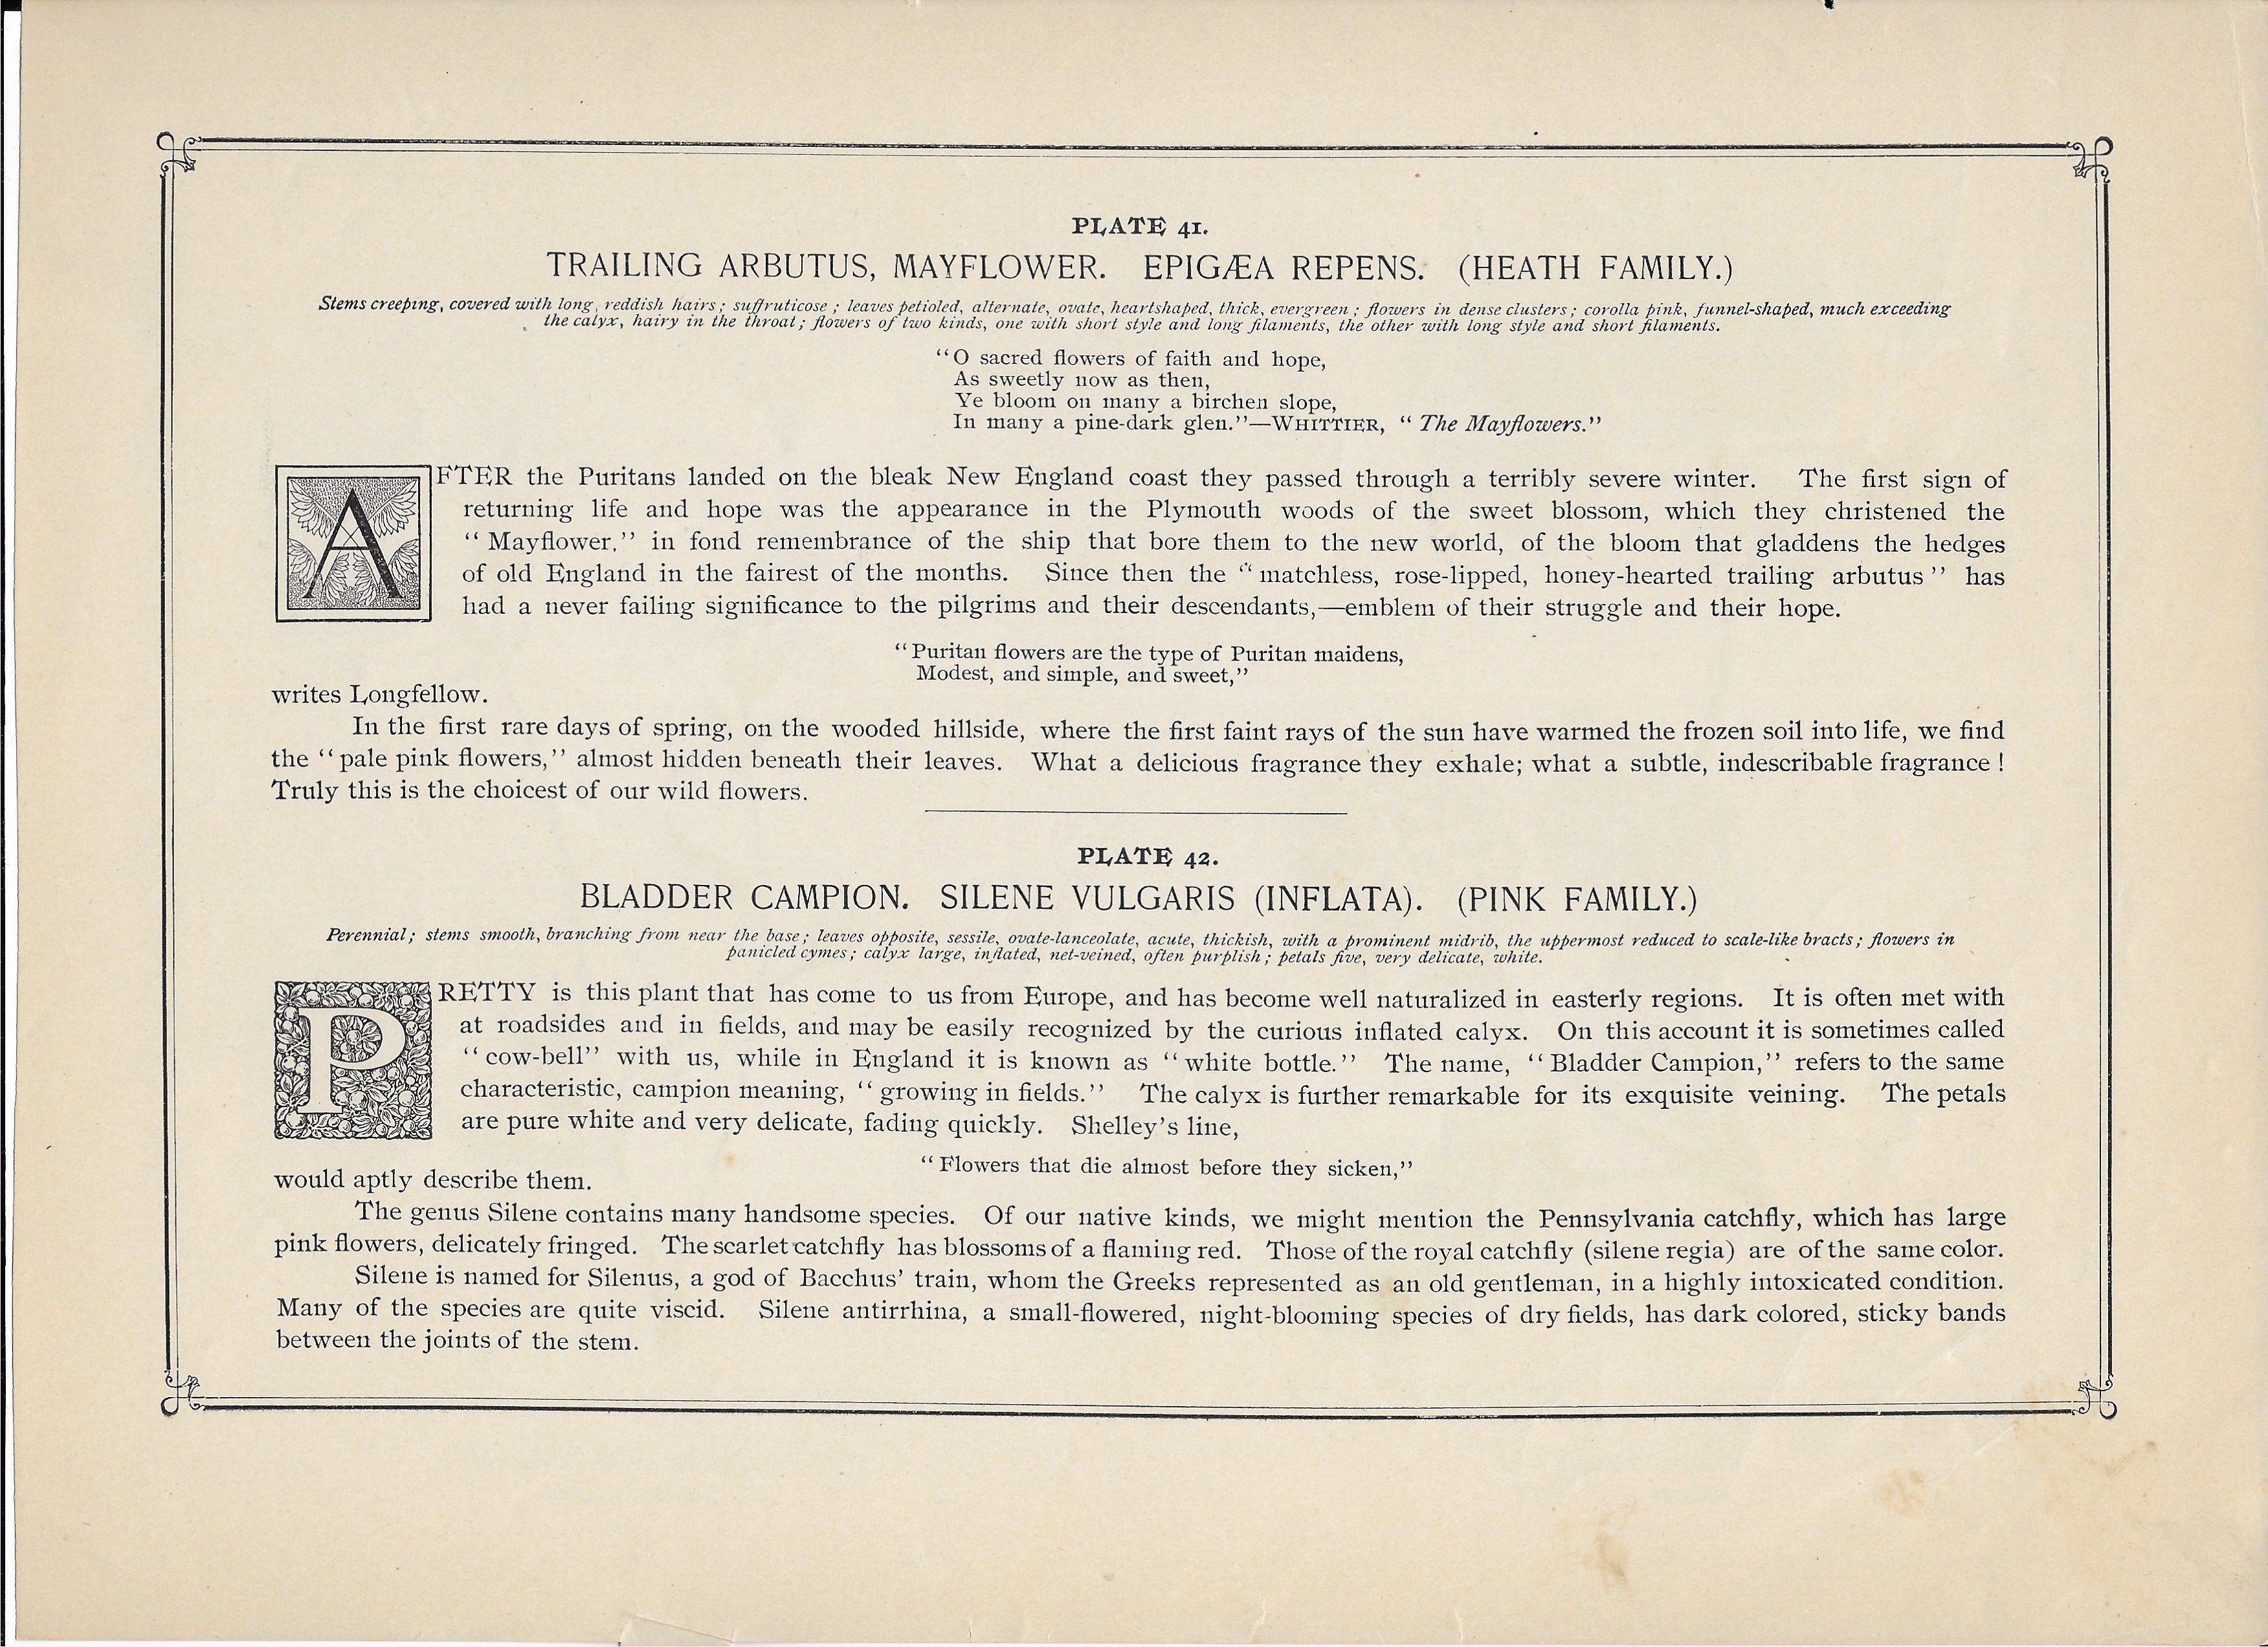 PLATE 41.
TRAILING ARBUTUS, MAYFLOWER. EPIGÆA REPENS. (HEATH FAMILY.)
Stems creeping, covered with long, reddish hairs; suffruticose; leaves petioled, alternate, ovate, heartshaped, thick, evergreen; flowers in dense clusters; corolla pink, funnel-shaped, much exceeding
the calyx, hairy in the throat; flowers of two kinds, one with short style and long filaments, the other with long style and short filaments.
“O sacred flowers of faith and hope,
As sweetly now as then,
Ye bloom on many a birchen slope,
In many a pine-dark glen.”—WHITTIER, “The Mayflowers.”
AFTER the Puritans landed on the bleak New England coast they passed through a terribly severe winter. The first sign of
returning life and hope was the appearance in the Plymouth woods of the sweet blossom, which they christened the
“Mayflower,” in fond remembrance of the ship that bore them to the new world, of the bloom that gladdens the hedges
of old England in the fairest of the months. Since then the “matchless, rose-lipped, honey-hearted trailing arbutus” has
had a never failing significance to the pilgrims and their descendants,—emblem of their struggle and their hope.
“Puritan flowers are the type of Puritan maidens,
Modest, and simple, and sweet,”
writes Longfellow.
In the first rare days of spring, on the wooded hillside, where the first faint rays of the sun have warmed the frozen soil into life, we find
the “pale pink flowers,” almost hidden beneath their leaves. What a delicious fragrance they exhale; what a subtle, indescribable fragrance!
Truly this is the choicest of our wild flowers.
PLATE 42.
BLADDER CAMPION. SILENE VULGARIS (INFLATA). (PINK FAMILY.)
Perennial; stems smooth, branching from near the base; leaves opposite, sessile, ovate-lanceolate, acute, thickish, with a prominent midrib, the uppermost reduced to scale-like bracts; flowers in
panicled cymes; calyx large, inflated, net-veined, often purplish; petals five, very delicate, white.
PRETTY is this plant that has come to us from Europe, and has become well naturalized in easterly regions. It is often met with
at roadsides and in fields, and may be easily recognized by the curious inflated calyx. On this account it is sometimes called
“cow-bell” with us, while in England it is known as “white bottle.” The name, “Bladder Campion,” refers to the same
characteristic, campion meaning, “growing in fields.” The calyx is further remarkable for its exquisite veining. The petals
are pure white and very delicate, fading quickly. Shelley’s line,
“Flowers that die almost before they sicken,”
would aptly describe them.
The genus Silene contains many handsome species. Of our native kinds, we might mention the Pennsylvania catchfly, which has large
pink flowers, delicately fringed. The scarlet catchfly has blossoms of a flaming red. Those of the royal catchfly (silene regia) are of the same color.
Silene is named for Silenus, a god of Bacchus’ train, whom the Greeks represented as an old gentleman, in a highly intoxicated condition.
Many of the species are quite viscid. Silene antirrhina, a small-flowered, night-blooming species of dry fields, has dark colored, sticky bands
between the joints of the stem.